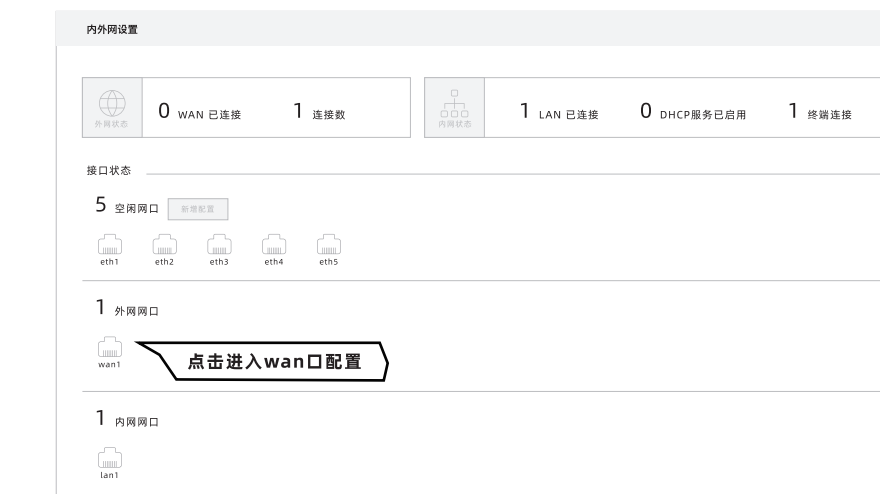 内外网设置
0 WAN 已连接 1 连接数 1 LAN 已连接 0 DHCP服务已启用 1 终端连接
外网状态 内网状态
接口状态
5 空闲网口 新增配置
eth1 eth2 eth3 eth4 eth5
1 外网网口
点击进入wan口配置
wan1
1 内网网口
lan1